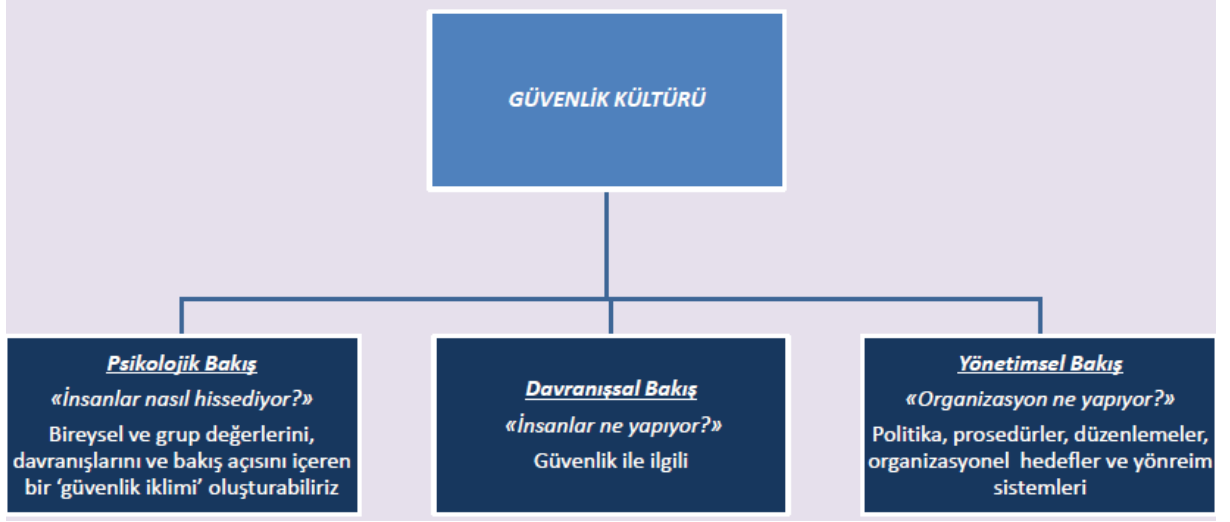 GÜVENLİK KÜLTÜRÜ
Psikolojik Bakış
«İnsanlar nasıl hissediyor?»
Bireysel ve grup değerlerini,
davranışlarını ve bakış açısını içeren
bir ‘güvenlik iklimi’ oluşturabiliriz
Davranışsal Bakış
«İnsanlar ne yapıyor?»
Güvenlik ile ilgili
Yönetimsel Bakış
«Organizasyon ne yapıyor?»
Politika, prosedürler, düzenlemeler,
organizasyonel hedefler ve yönreim
sistemleri